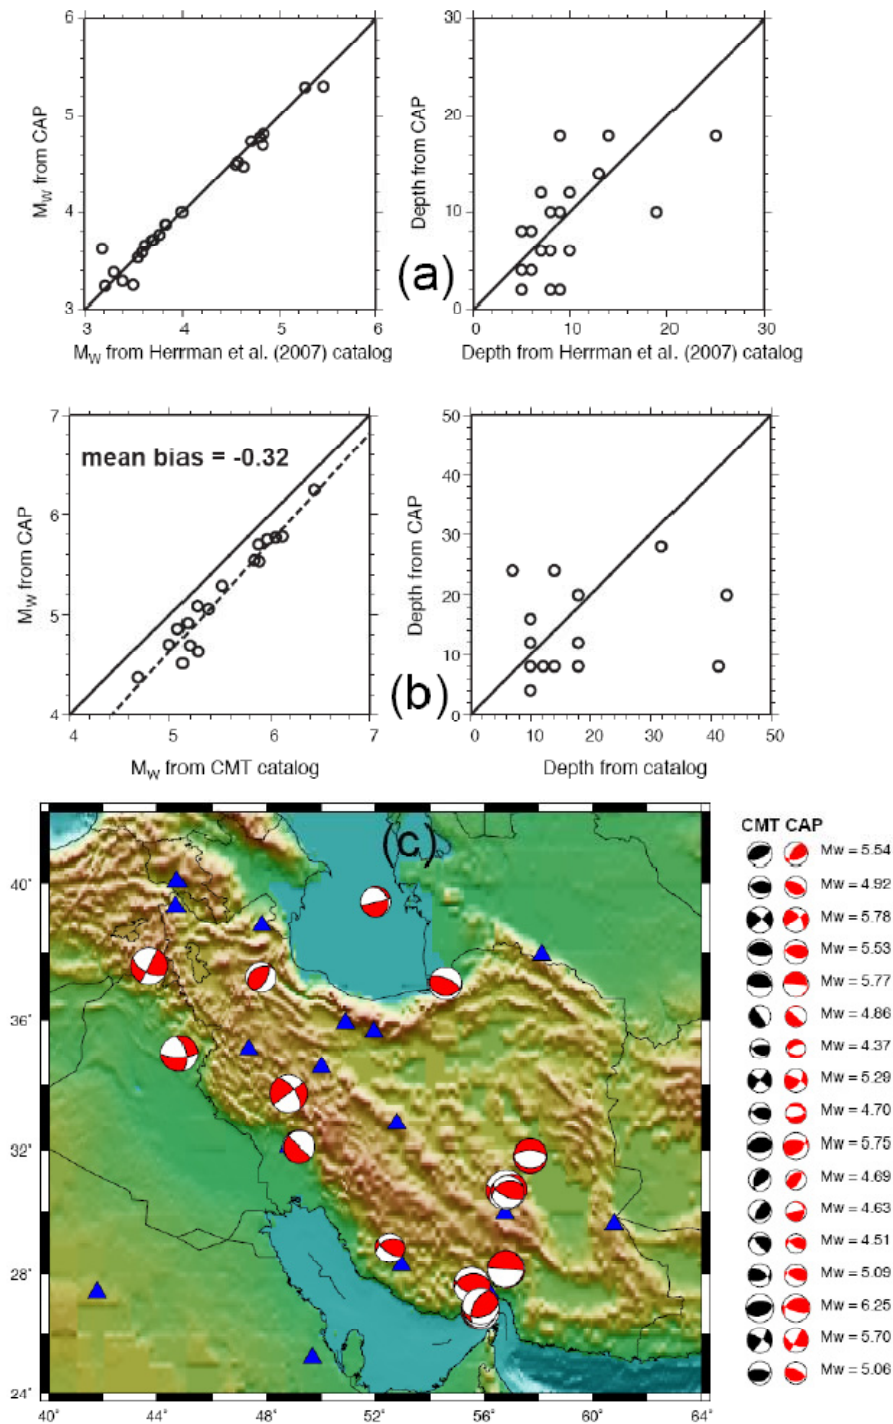 6
5
4
3
3 4 5 6
M_W from CAP
M_W from Herrman et al. (2007) catalog
(a)
30
20
10
0
0 10 20 30
Depth from CAP
Depth from Herrman et al. (2007) catalog
7
6
5
4
4 5 6 7
mean bias = -0.32
M_W from CAP
M_W from CMT catalog
(b)
50
40
30
20
10
0
0 10 20 30 40 50
Depth from CAP
Depth from catalog
(c)
40°
36°
32°
28°
24°
40° 44° 48° 52° 56° 60° 64°
CMT CAP
Mw = 5.54
Mw = 4.92
Mw = 5.78
Mw = 5.53
Mw = 5.77
Mw = 4.86
Mw = 4.37
Mw = 5.29
Mw = 4.70
Mw = 5.75
Mw = 4.69
Mw = 4.63
Mw = 4.51
Mw = 5.09
Mw = 6.25
Mw = 5.70
Mw = 5.06